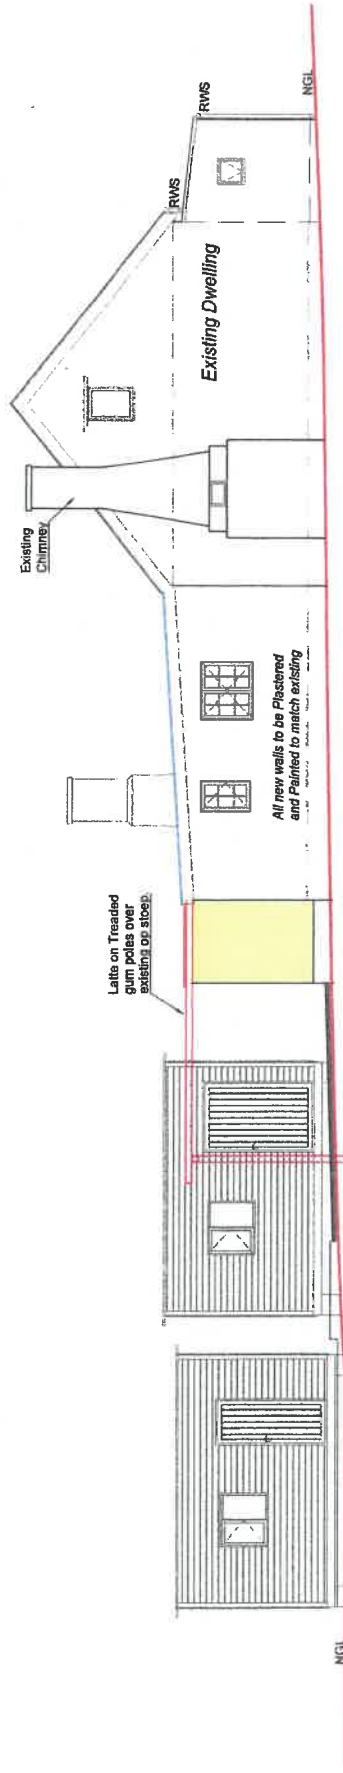 NGL
Latte on Treaded
gum poles over
existing op stoep.
All new walls to be Plastered
and Painted to match existing
Existing
Chimney
Existing Dwelling
RWS
RWS
NGL